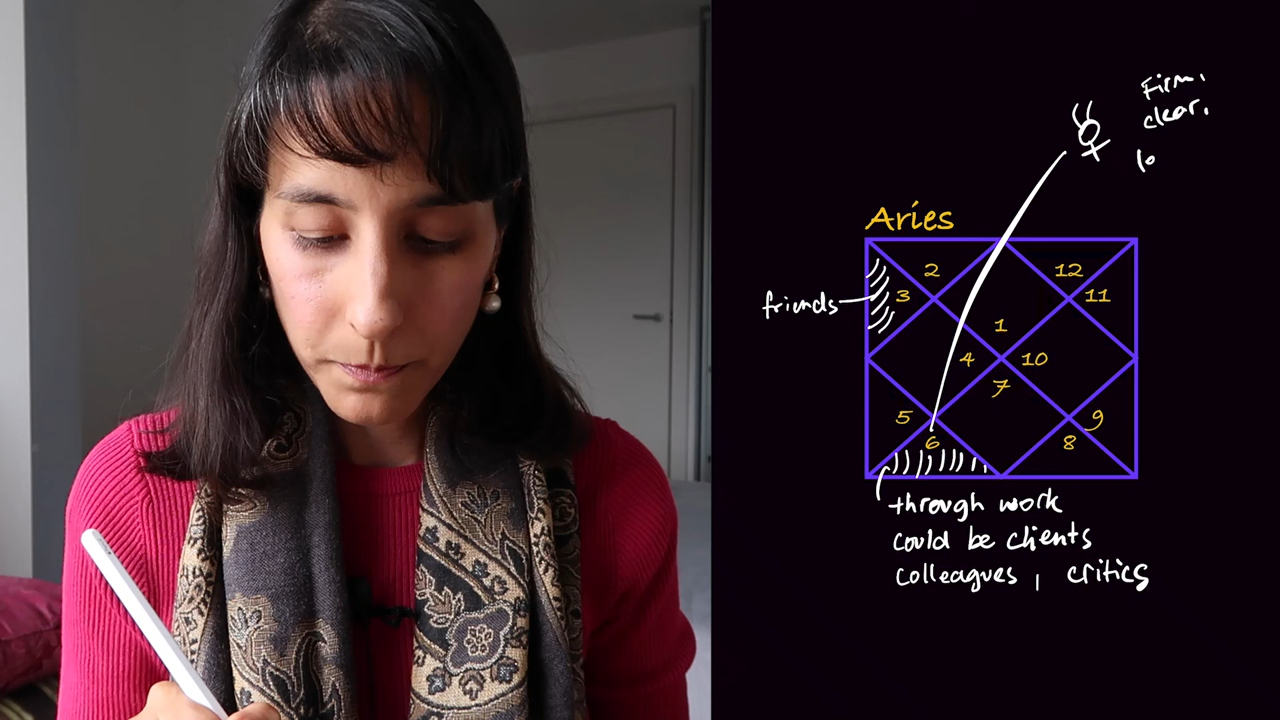 Firm,
clear,
lo
Aries
2
12
friends
3
11
1
4
10
7
5
9
6
8
through work
could be clients
colleagues, critics